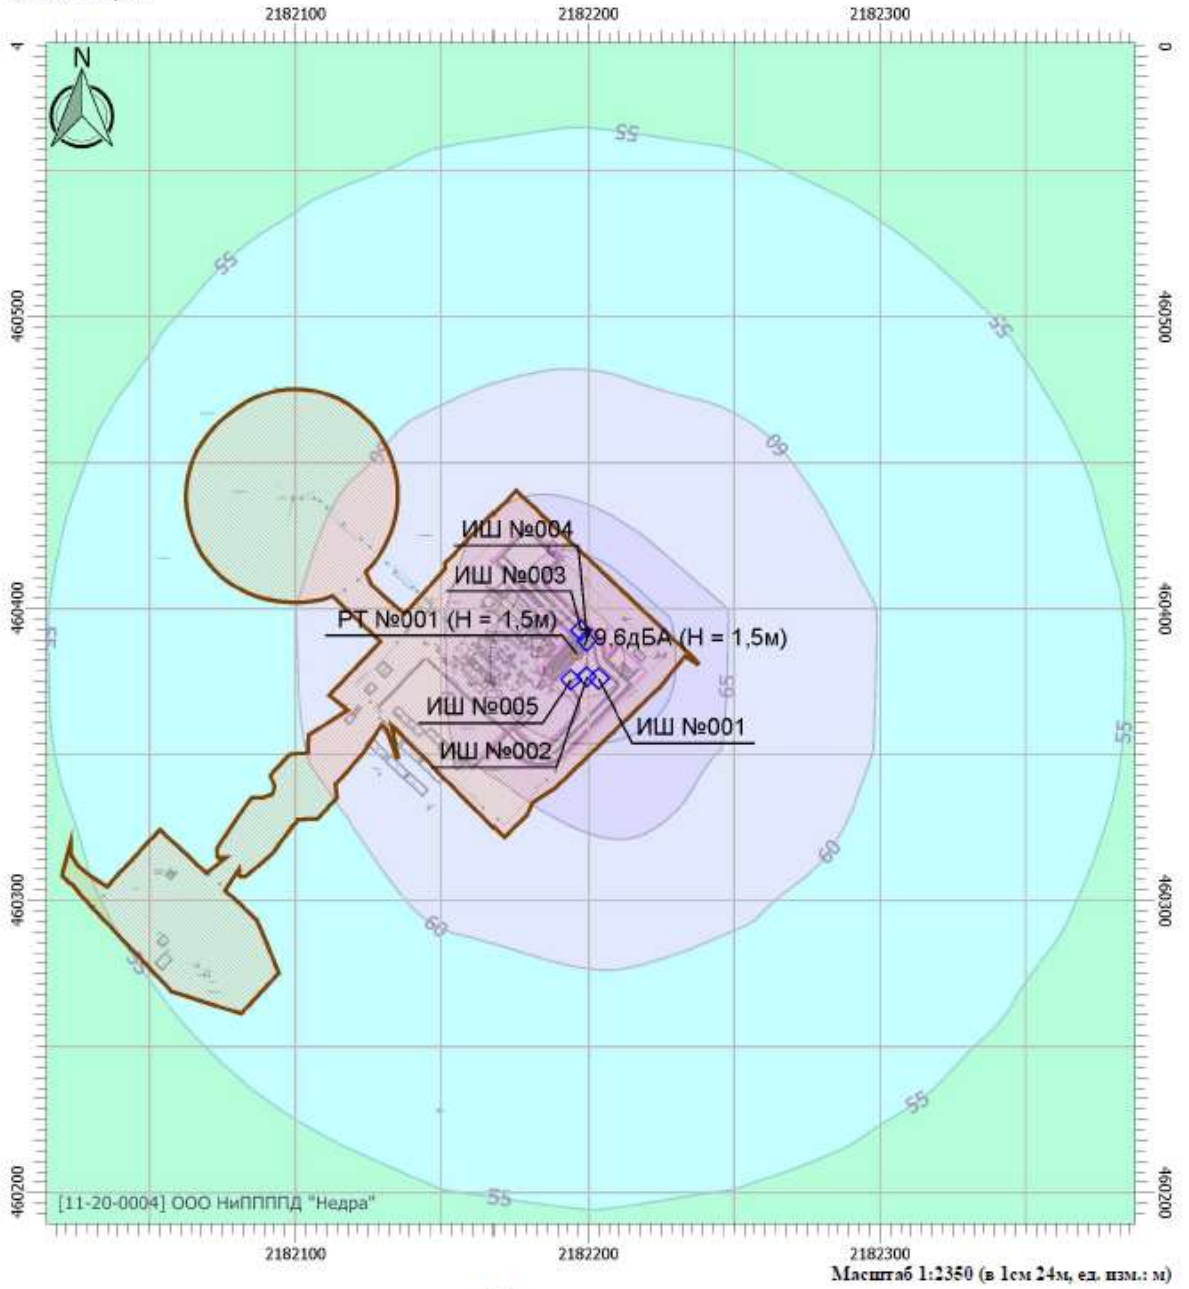 2182100 2182200 2182300
4 0
N
55
55
55
460500 460500
60 60
ИШ №004
ИШ №003
460400 460400
РТ №001 (Н = 1,5м) 79,6дБА (Н = 1,5м)
55
65
ИШ №005
ИШ №001
ИШ №002
55
60
460300 460300
60
55
55
460200 460200
[11-20-0004] ООО НиППППД "Недра"
55
2182100 2182200 2182300
Масштаб 1:2350 (в 1см 24м, ед. изм.: м)